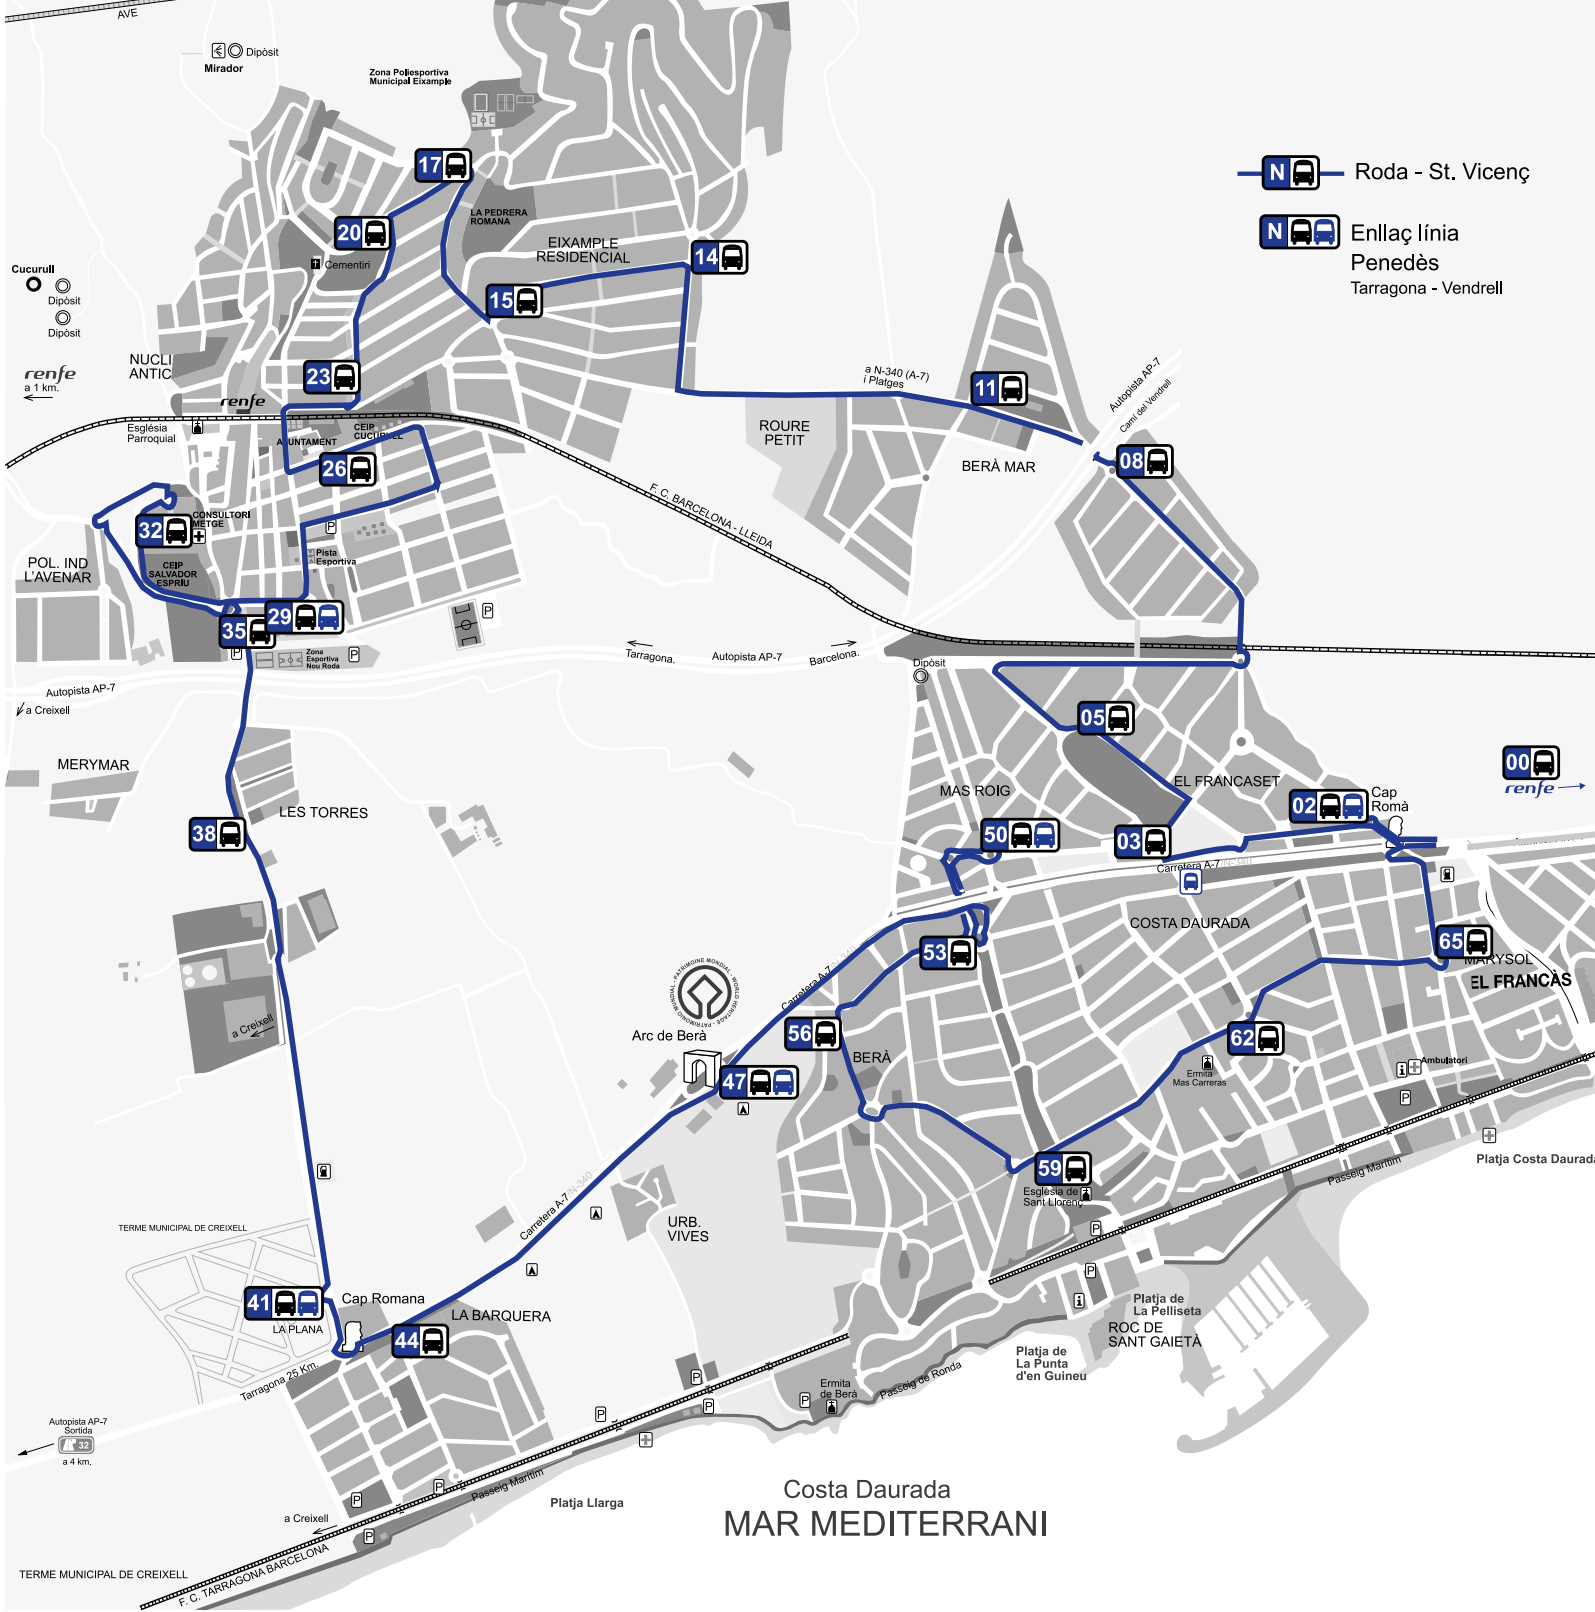 AVE
Dipòsit
Mirador
Zona Poliesportiva
Municipal Eixample
17
N
Roda - St. Vicenç
LA PEDRERA
ROMANA
20
N
Enllaç línia
Penedès
Tarragona - Vendrell
EIXAMPLE
RESIDENCIAL
14
Cementiri
Cucurull
Dipòsit
Dipòsit
15
NUCLI
ANTIC
renfe
a 1 km.
23
renfe
a N-340 (A-7)
i Platges
11
Autopista AP-7
Camí del Vendrell
Església
Parroquial
AJUNTAMENT
CEIP
CUCURULL
ROURE
PETIT
BERÀ MAR
08
26
F. C. BARCELONA - LLEIDA
CONSULTORI
METGE
32
P
POL. IND
L'AVENAR
CEIP
SALVADOR
ESPRIU
Pista
Esportiva
29
P
35
P
Zona
Esportiva
Nou Roda
P
Tarragona.
Autopista AP-7
Barcelona.
Dipòsit
Autopista AP-7
a Creixell
05
MERYMAR
00
renfe
MAS ROIG
EL FRANCASET
02
Cap
Romà
LES TORRES
38
50
03
Carretera A-7/N-340
COSTA DAURADA
53
65
MARYSOL
EL FRANCÀS
Carretera A-7/N-340
PATRIMOINE MONDIAL - WORLD HERITAGE - PATRIMONIO MUNDIAL
a Creixell
Arc de Berà
56
62
BERÀ
47
Ermita
Mas Carreras
i
Ambulatori
P
59
Església de
Sant Llorenç
Passeig Marítim
Platja Costa Daurada
Carretera A-7/N-340
TERME MUNICIPAL DE CREIXELL
URB.
VIVES
P
P
41
LA PLANA
Cap Romana
44
LA BARQUERA
i
Platja de
La Pelliseta
ROC DE
SANT GAIETÀ
Platja de
La Punta
d'en Guineu
Tarragona 25 Km.
P
Ermita
de Berà
P
Passeig de Ronda
Autopista AP-7
Sortida
32
a 4 km.
P
P
P
Passeig Marítim
Platja Llarga
P
Costa Daurada
MAR MEDITERRANI
a Creixell
P
F. C. TARRAGONA BARCELONA
TERME MUNICIPAL DE CREIXELL